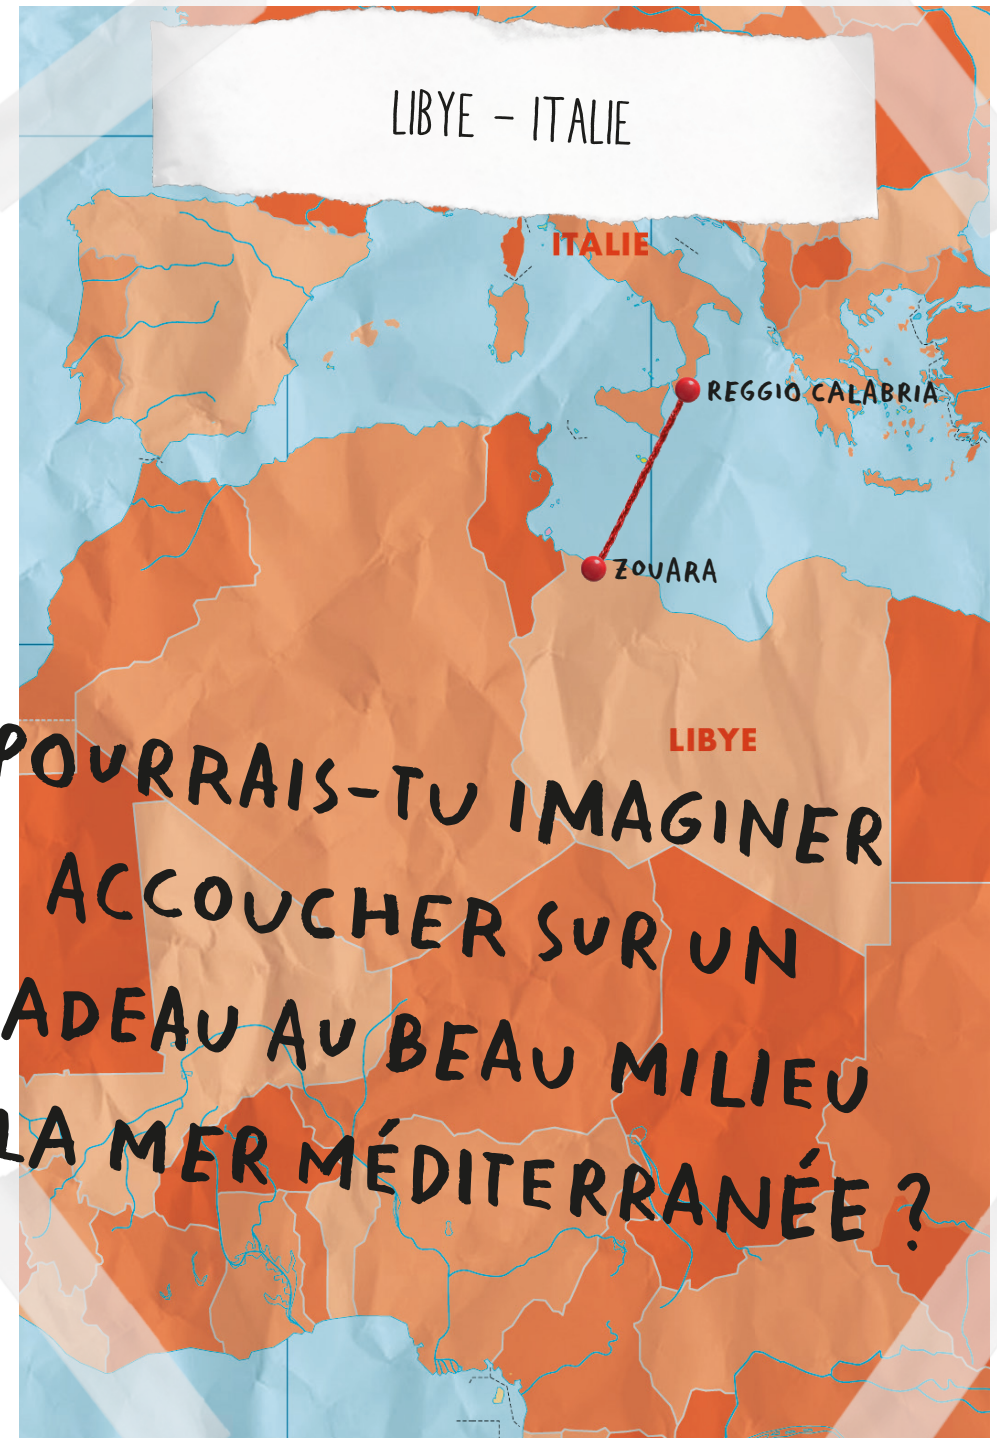 LIBYE – ITALIE
ITALIE
REGGIO CALABRIA
ZOUARA
LIBYE
POURRAIS-TU IMAGINER
ACCOUCHER SUR UN
ADEAU AU BEAU MILIEU
LA MER MÉDITERRANÉE ?